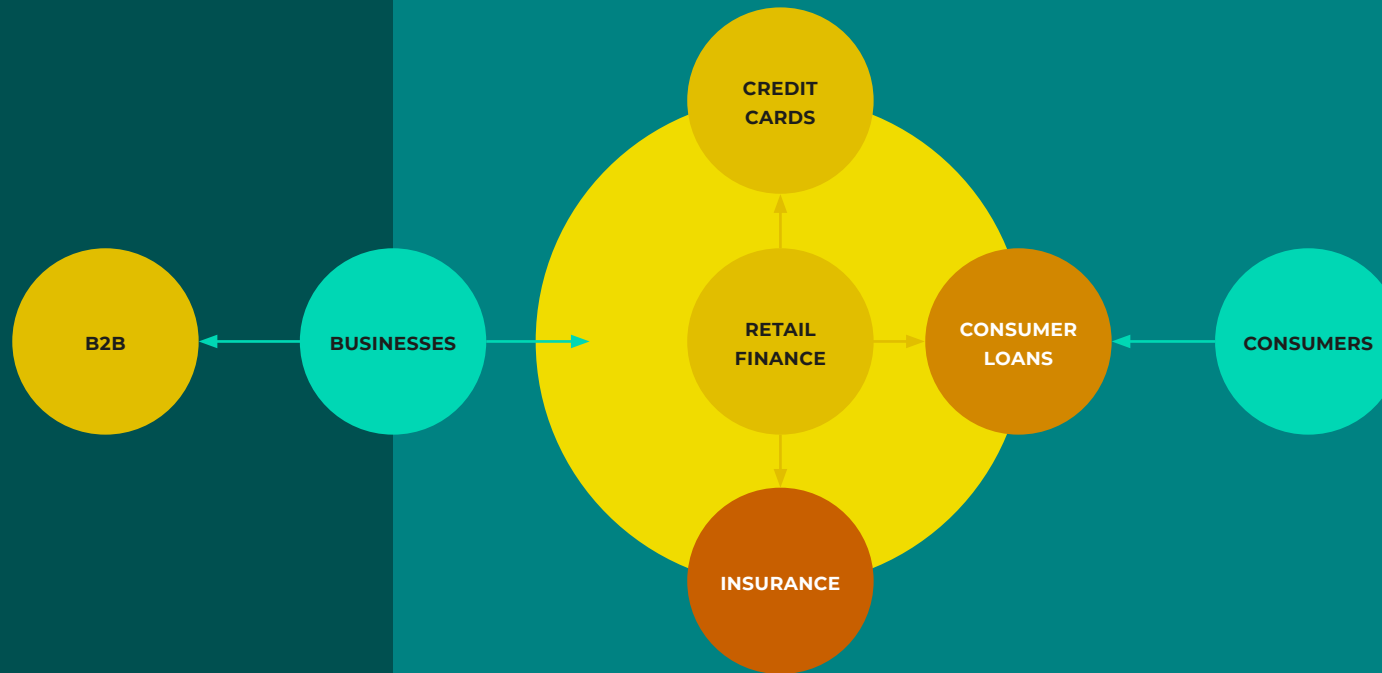 CREDIT
CARDS
B2B
BUSINESSES
RETAIL
FINANCE
CONSUMER
LOANS
CONSUMERS
INSURANCE